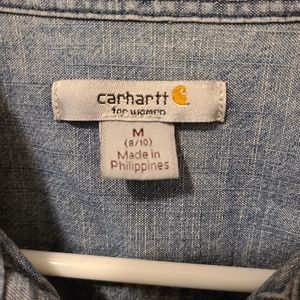 carhartt
for women
M
(8/10)
Made in
Philippines